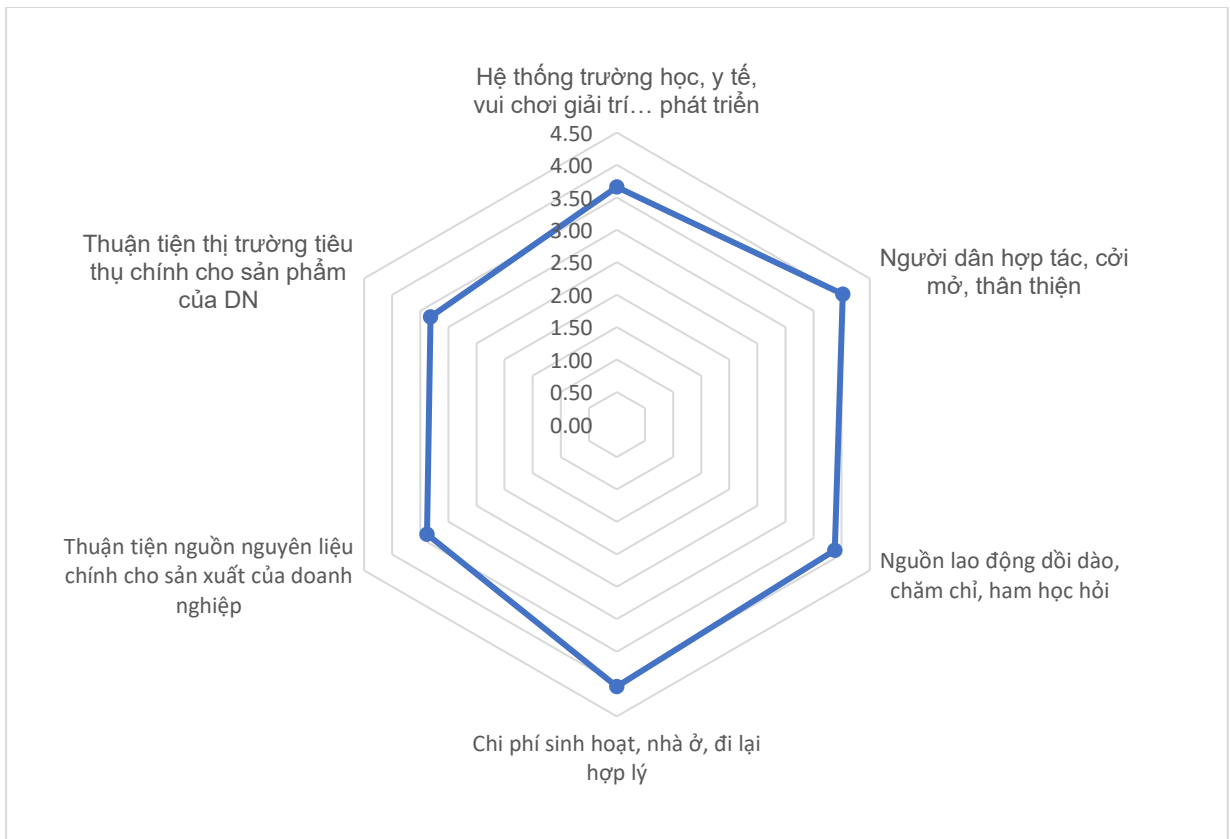 Hệ thống trường học, y tế,
vui chơi giải trí… phát triển
4.50
4.00
3.50
3.00
2.50
2.00
1.50
1.00
0.50
0.00
Người dân hợp tác, cởi
mở, thân thiện
Nguồn lao động dồi dào,
chăm chỉ, ham học hỏi
Chi phí sinh hoạt, nhà ở, đi lại
hợp lý
Thuận tiện nguồn nguyên liệu
chính cho sản xuất của doanh
nghiệp
Thuận tiện thị trường tiêu
thụ chính cho sản phẩm
của DN